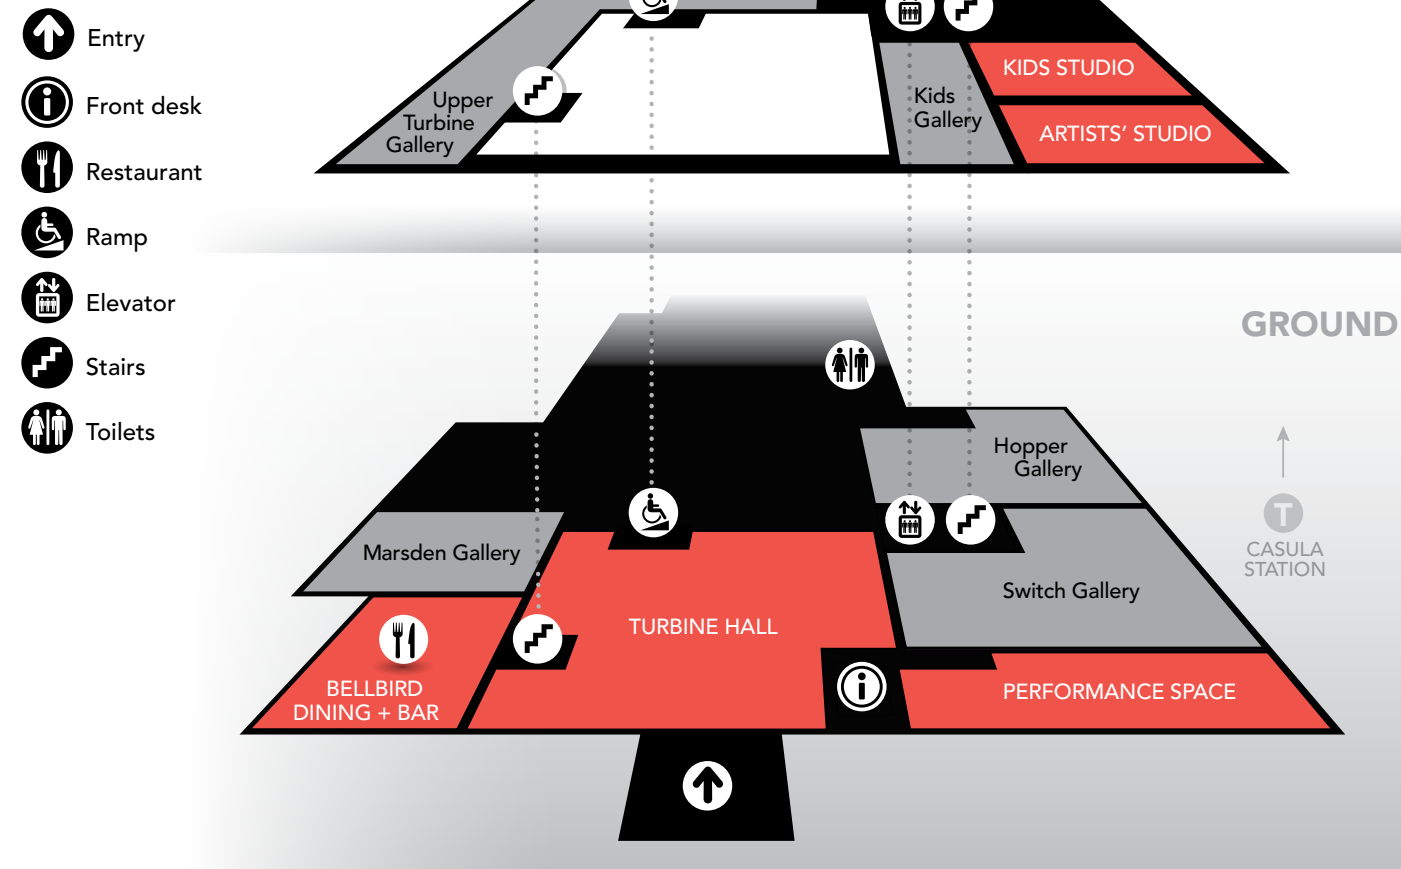 Entry
Front desk
Restaurant
Ramp
Elevator
Stairs
Toilets
Upper
Turbine
Gallery
Kids
Gallery
KIDS STUDIO
ARTISTS’ STUDIO
GROUND
Hopper
Gallery
T
CASULA
STATION
Marsden Gallery
Switch Gallery
TURBINE HALL
BELLBIRD
DINING + BAR
PERFORMANCE SPACE